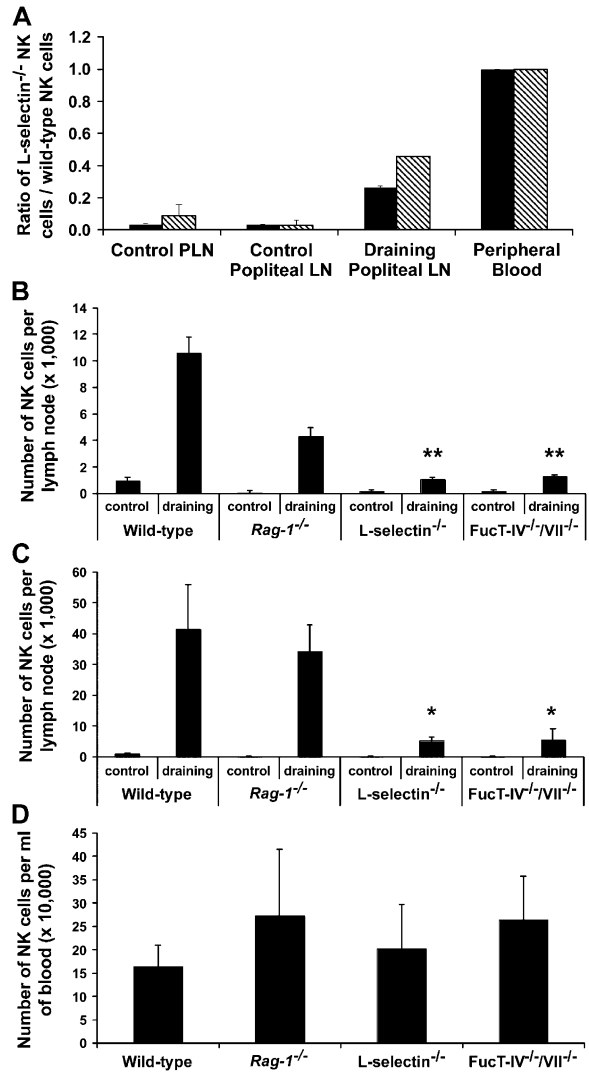 A
Ratio of L-selectin-/- NK
cells / wild-type NK cells
1.2
1.0
0.8
0.6
0.4
0.2
0.0
Control PLN
Control
Popliteal LN
Draining
Popliteal LN
Peripheral
Blood
B
Number of NK cells per
lymph node (x 1,000)
14
12
10
8
6
4
2
0
** **
control draining control draining control draining control draining
Wild-type Rag-1-/- L-selectin-/- FucT-IV-/-/VII-/-
C
Number of NK cells per
lymph node (x 1,000)
60
50
40
30
20
10
0
* *
control draining control draining control draining control draining
Wild-type Rag-1-/- L-selectin-/- FucT-IV-/-/VII-/-
D
Number of NK cells per ml
of blood (x 10,000)
45
40
35
30
25
20
15
10
5
0
Wild-type Rag-1-/- L-selectin-/- FucT-IV-/-/VII-/-